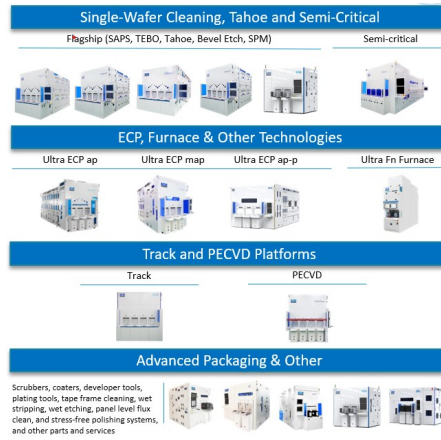 Single-Wafer Cleaning, Tahoe and Semi-Critical
Flagship (SAPS, TEBO, Tahoe, Bevel Etch, SPM)
Semi-critical
ECP, Furnace & Other Technologies
Ultra ECP ap
Ultra ECP map
Ultra ECP ap-p
Ultra Fn Furnace
Track and PECVD Platforms
Track
PECVD
Advanced Packaging & Other
Scrubbers, coaters, developer tools,
plating tools, tape frame cleaning, wet
stripping, wet etching, panel level flux
clean, and stress-free polishing systems,
and other parts and services